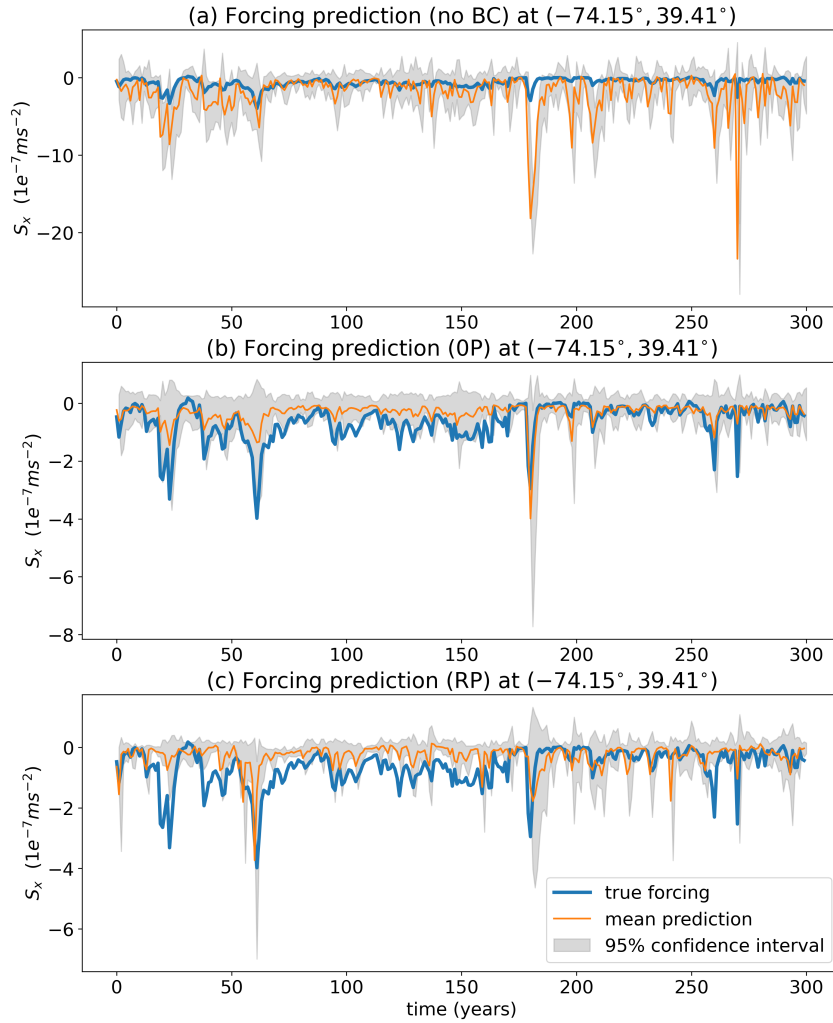 (a) Forcing prediction (no BC) at (−74.15°, 39.41°)
S_x (1e^{-7}ms^{-2})
0
−10
−20
0 50 100 150 200 250 300
(b) Forcing prediction (0P) at (−74.15°, 39.41°)
S_x (1e^{-7}ms^{-2})
0
−2
−4
−6
−8
0 50 100 150 200 250 300
(c) Forcing prediction (RP) at (−74.15°, 39.41°)
S_x (1e^{-7}ms^{-2})
0
−2
−4
−6
true forcing
mean prediction
95% confidence interval
0 50 100 150 200 250 300
time (years)